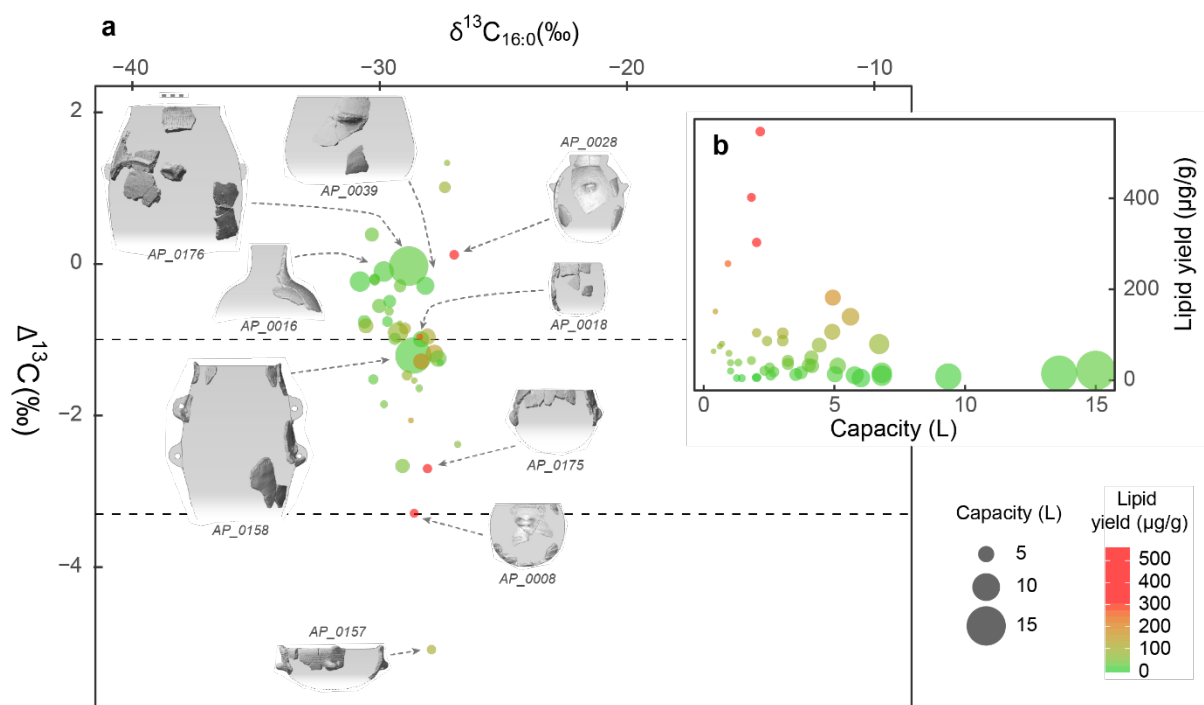 a
δ¹³C₁₆:₀(‰)
−40
−30
−20
−10
2
0
−2
−4
Δ¹³C(‰)
AP_0176
AP_0039
AP_0028
AP_0016
AP_0018
AP_0158
AP_0175
AP_0008
AP_0157
b
400
200
0
Lipid yield (µg/g)
0
5
10
15
Capacity (L)
Capacity (L)
5
10
15
Lipid
yield (µg/g)
500
400
300
200
100
0